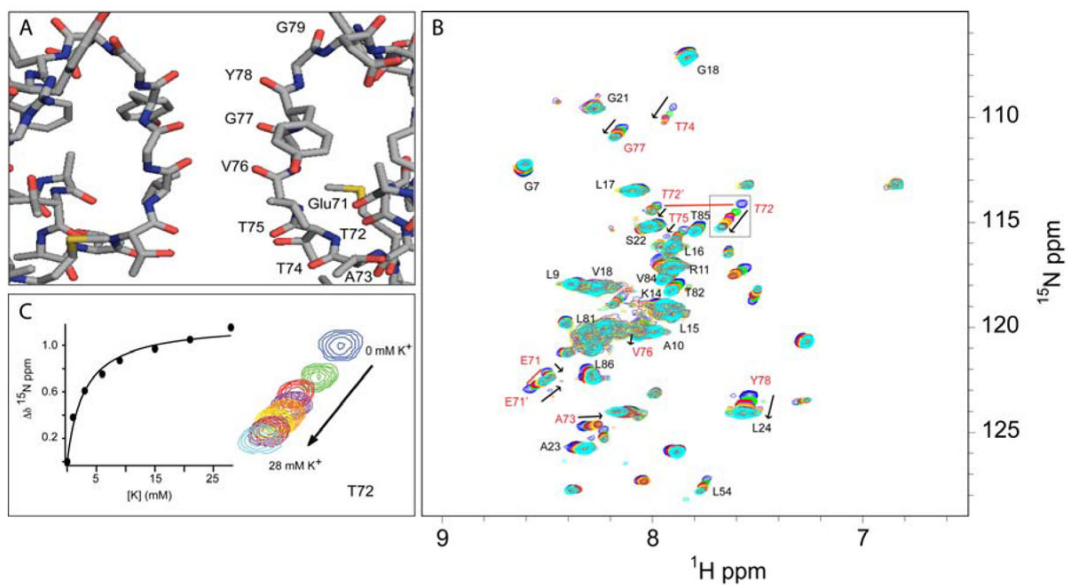 A
G79
Y78
G77
V76
Glu71
T75
T72
T74
A73
B
G18
G21
T74
G77
G7
L17
T72'
T72
T75
T85
S22
L16
R11
L9
V18
V84
K14
T82
L81
L15
A10
V76
E71
L86
E71'
Y78
A73
L24
A23
L54
110
115
120
125
15N ppm
9
8
7
1H ppm
C
Δδ 15N ppm
1.0
0.6
0.2
5
15
25
[K] (mM)
0 mM K+
28 mM K+
T72